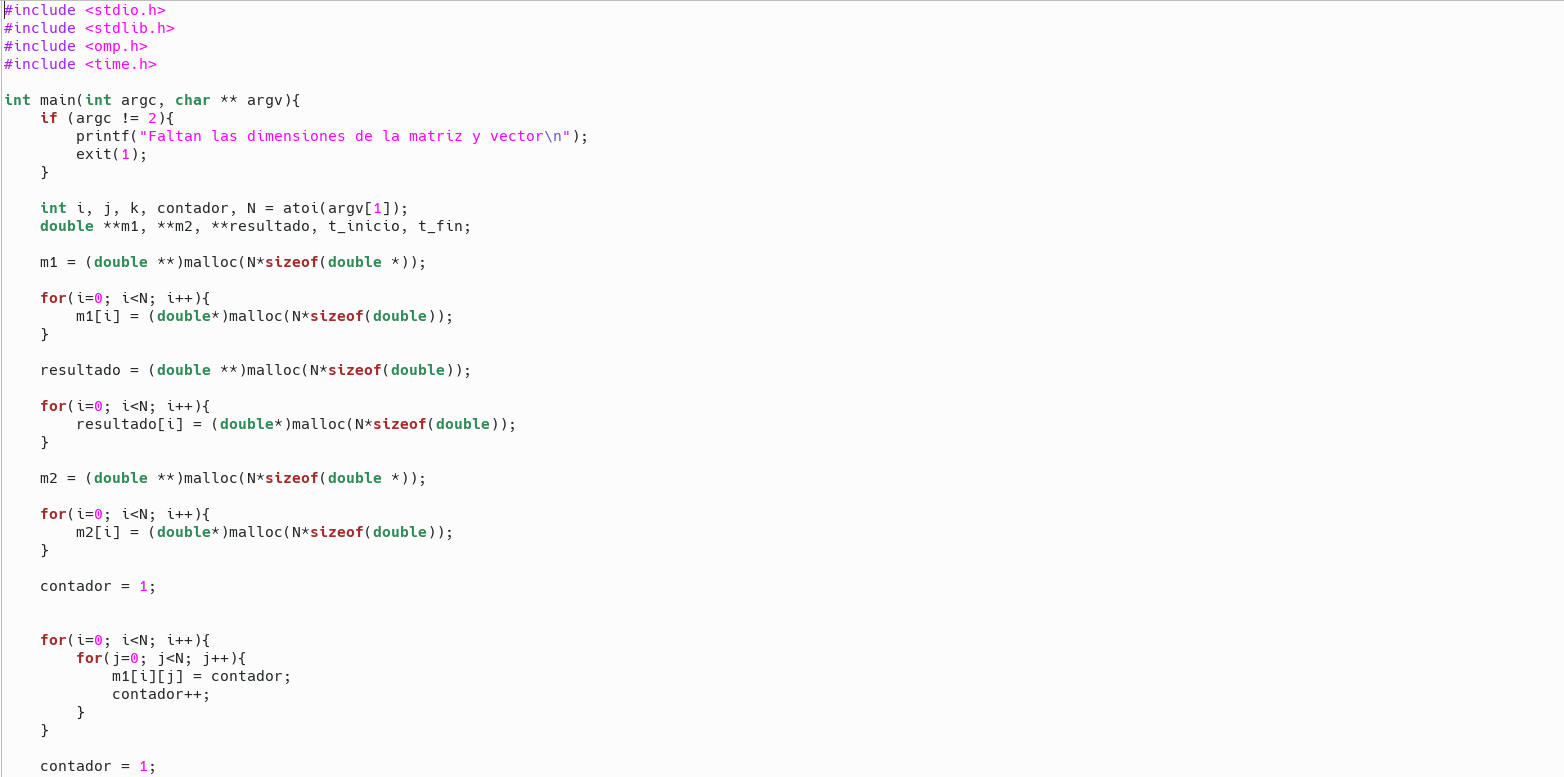 #include <stdio.h>
#include <stdlib.h>
#include <omp.h>
#include <time.h>

int main(int argc, char ** argv){
    if (argc != 2){
        printf("Faltan las dimensiones de la matriz y vector\n");
        exit(1);
    }

    int i, j, k, contador, N = atoi(argv[1]);
    double **m1, **m2, **resultado, t_inicio, t_fin;

    m1 = (double **)malloc(N*sizeof(double *));

    for(i=0; i<N; i++){
        m1[i] = (double*)malloc(N*sizeof(double));
    }

    resultado = (double **)malloc(N*sizeof(double));

    for(i=0; i<N; i++){
        resultado[i] = (double*)malloc(N*sizeof(double));
    }

    m2 = (double **)malloc(N*sizeof(double *));

    for(i=0; i<N; i++){
        m2[i] = (double*)malloc(N*sizeof(double));
    }

    contador = 1;


    for(i=0; i<N; i++){
        for(j=0; j<N; j++){
            m1[i][j] = contador;
            contador++;
        }
    }

    contador = 1;